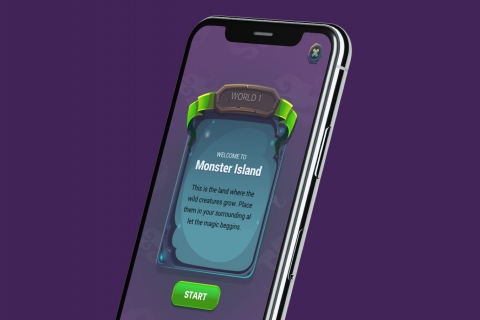 WORLD 1
WELCOME TO
Monster Island
This is the land where the
wild creatures grow. Place
them in your surrounding al
let the magic beggins.
START